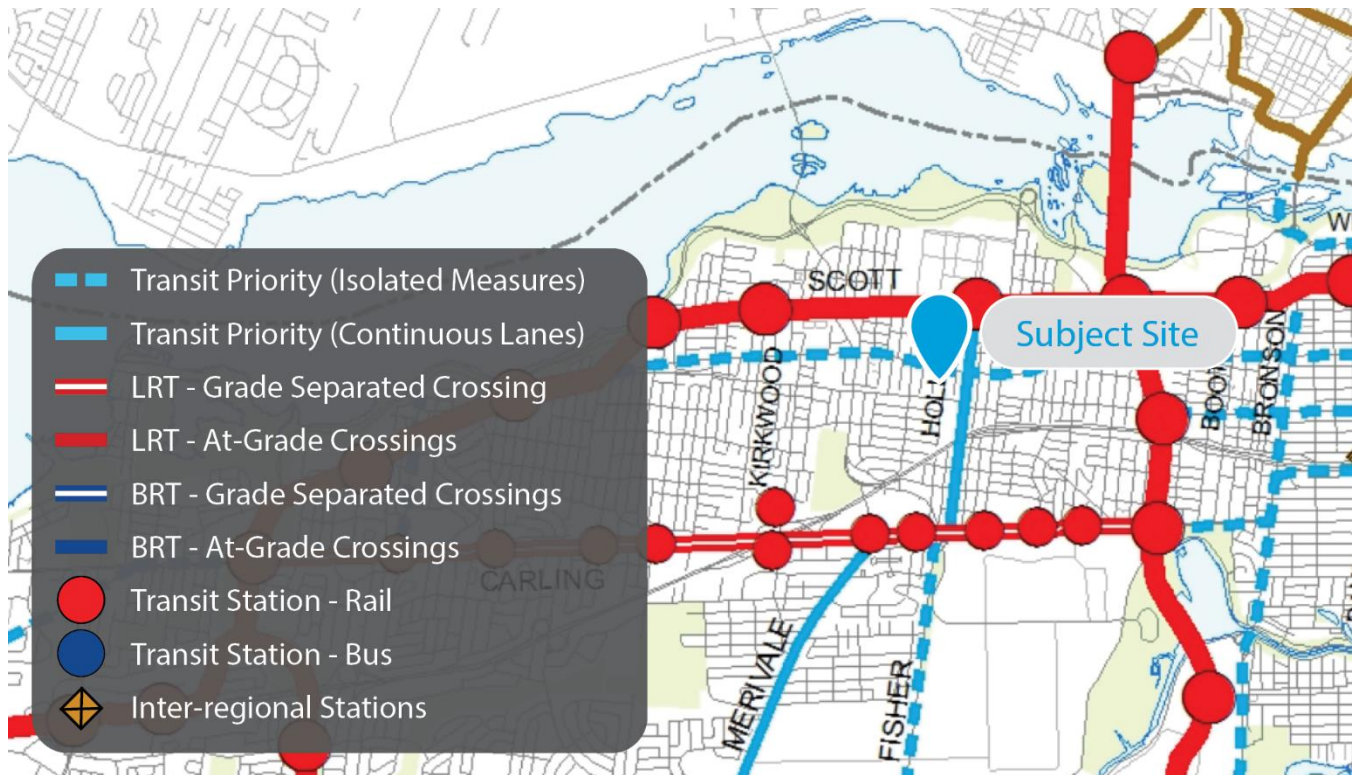 W
SCOTT
Subject Site
KIRKWOOD
HOLL
BOOT
BRONSON
CARLING
MERIVALE
FISHER
Transit Priority (Isolated Measures)
Transit Priority (Continuous Lanes)
LRT - Grade Separated Crossing
LRT - At-Grade Crossings
BRT - Grade Separated Crossings
BRT - At-Grade Crossings
Transit Station - Rail
Transit Station - Bus
Inter-regional Stations